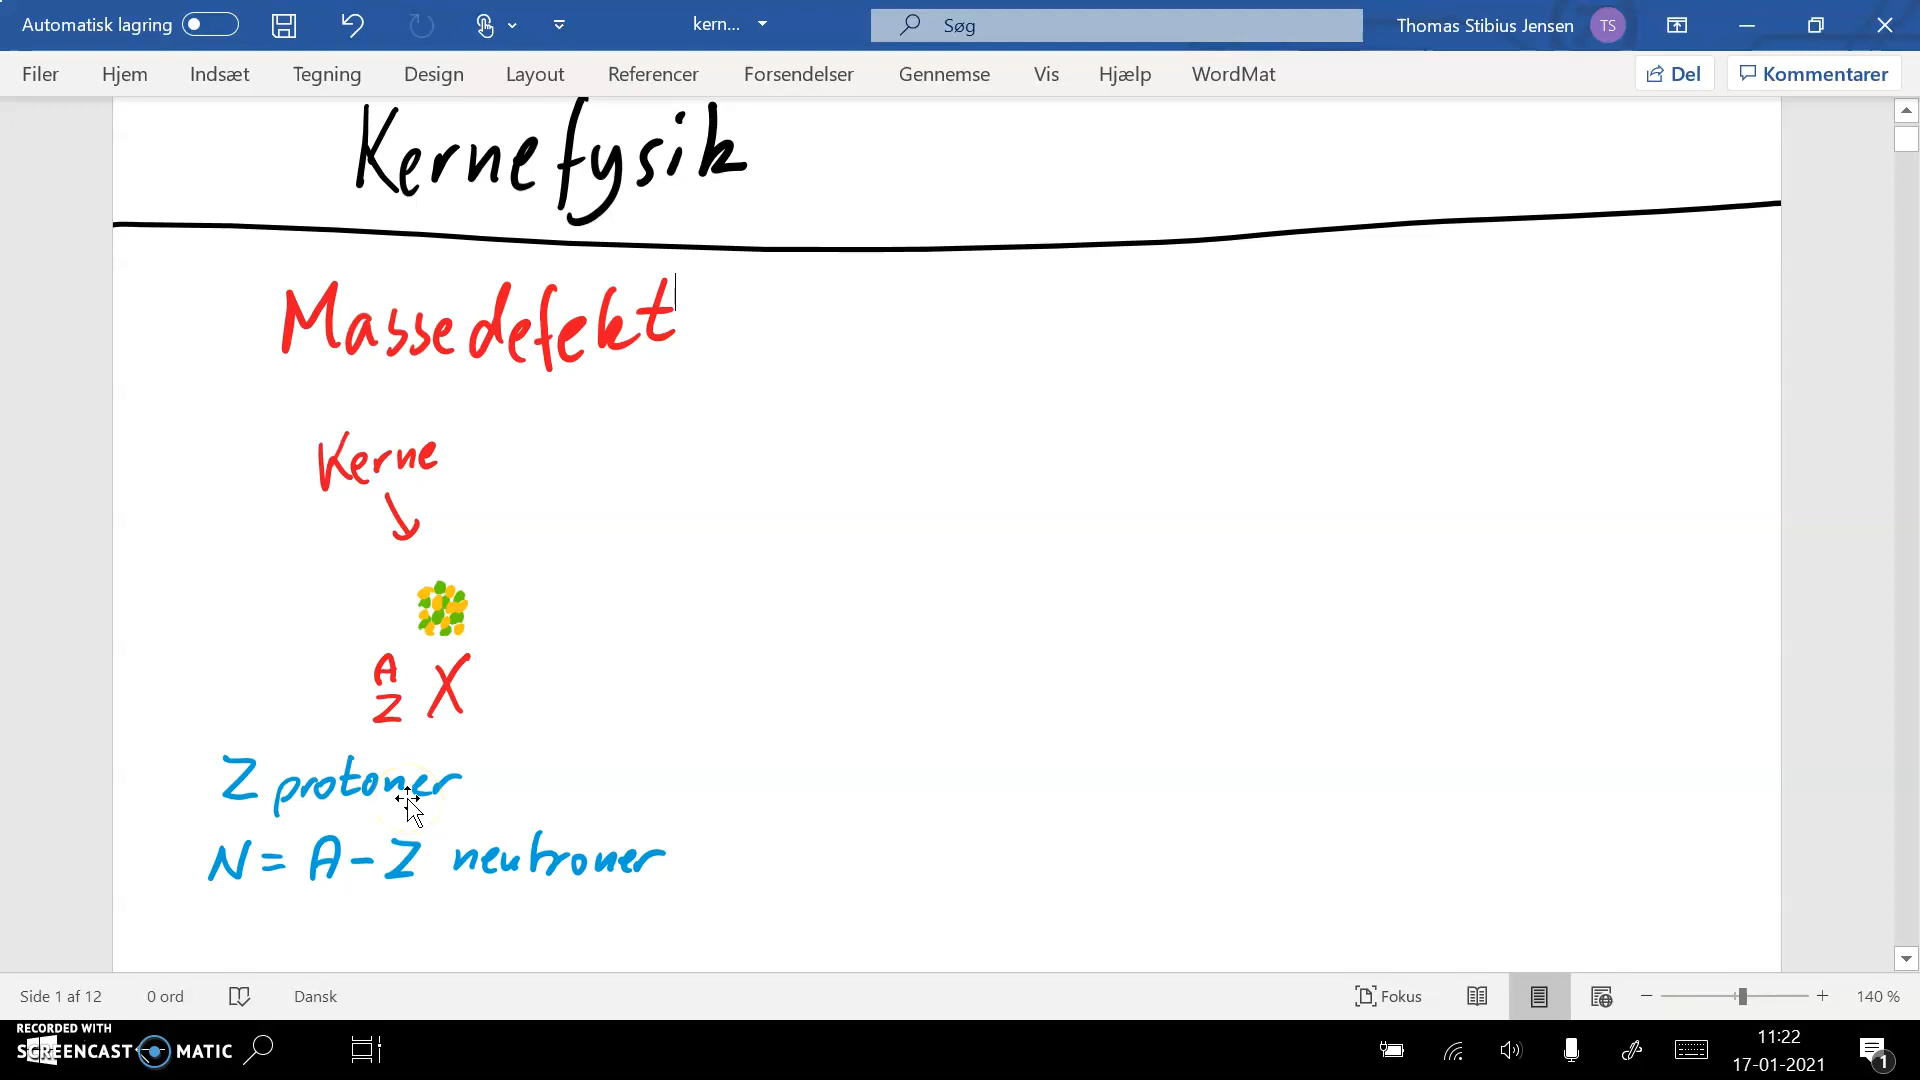 Automatisk lagring kern... Søg Thomas Stibius Jensen TS
Filer Hjem Indsæt Tegning Design Layout Referencer Forsendelser Gennemse Vis Hjælp WordMat Del Kommentarer
Kernefysik
Massedefekt
Kerne
A
Z X
Z protoner
N = A - Z neutroner
Side 1 af 12 0 ord Dansk Fokus 140 %
RECORDED WITH
SCREENCAST MATIC
11:22
17-01-2021
1